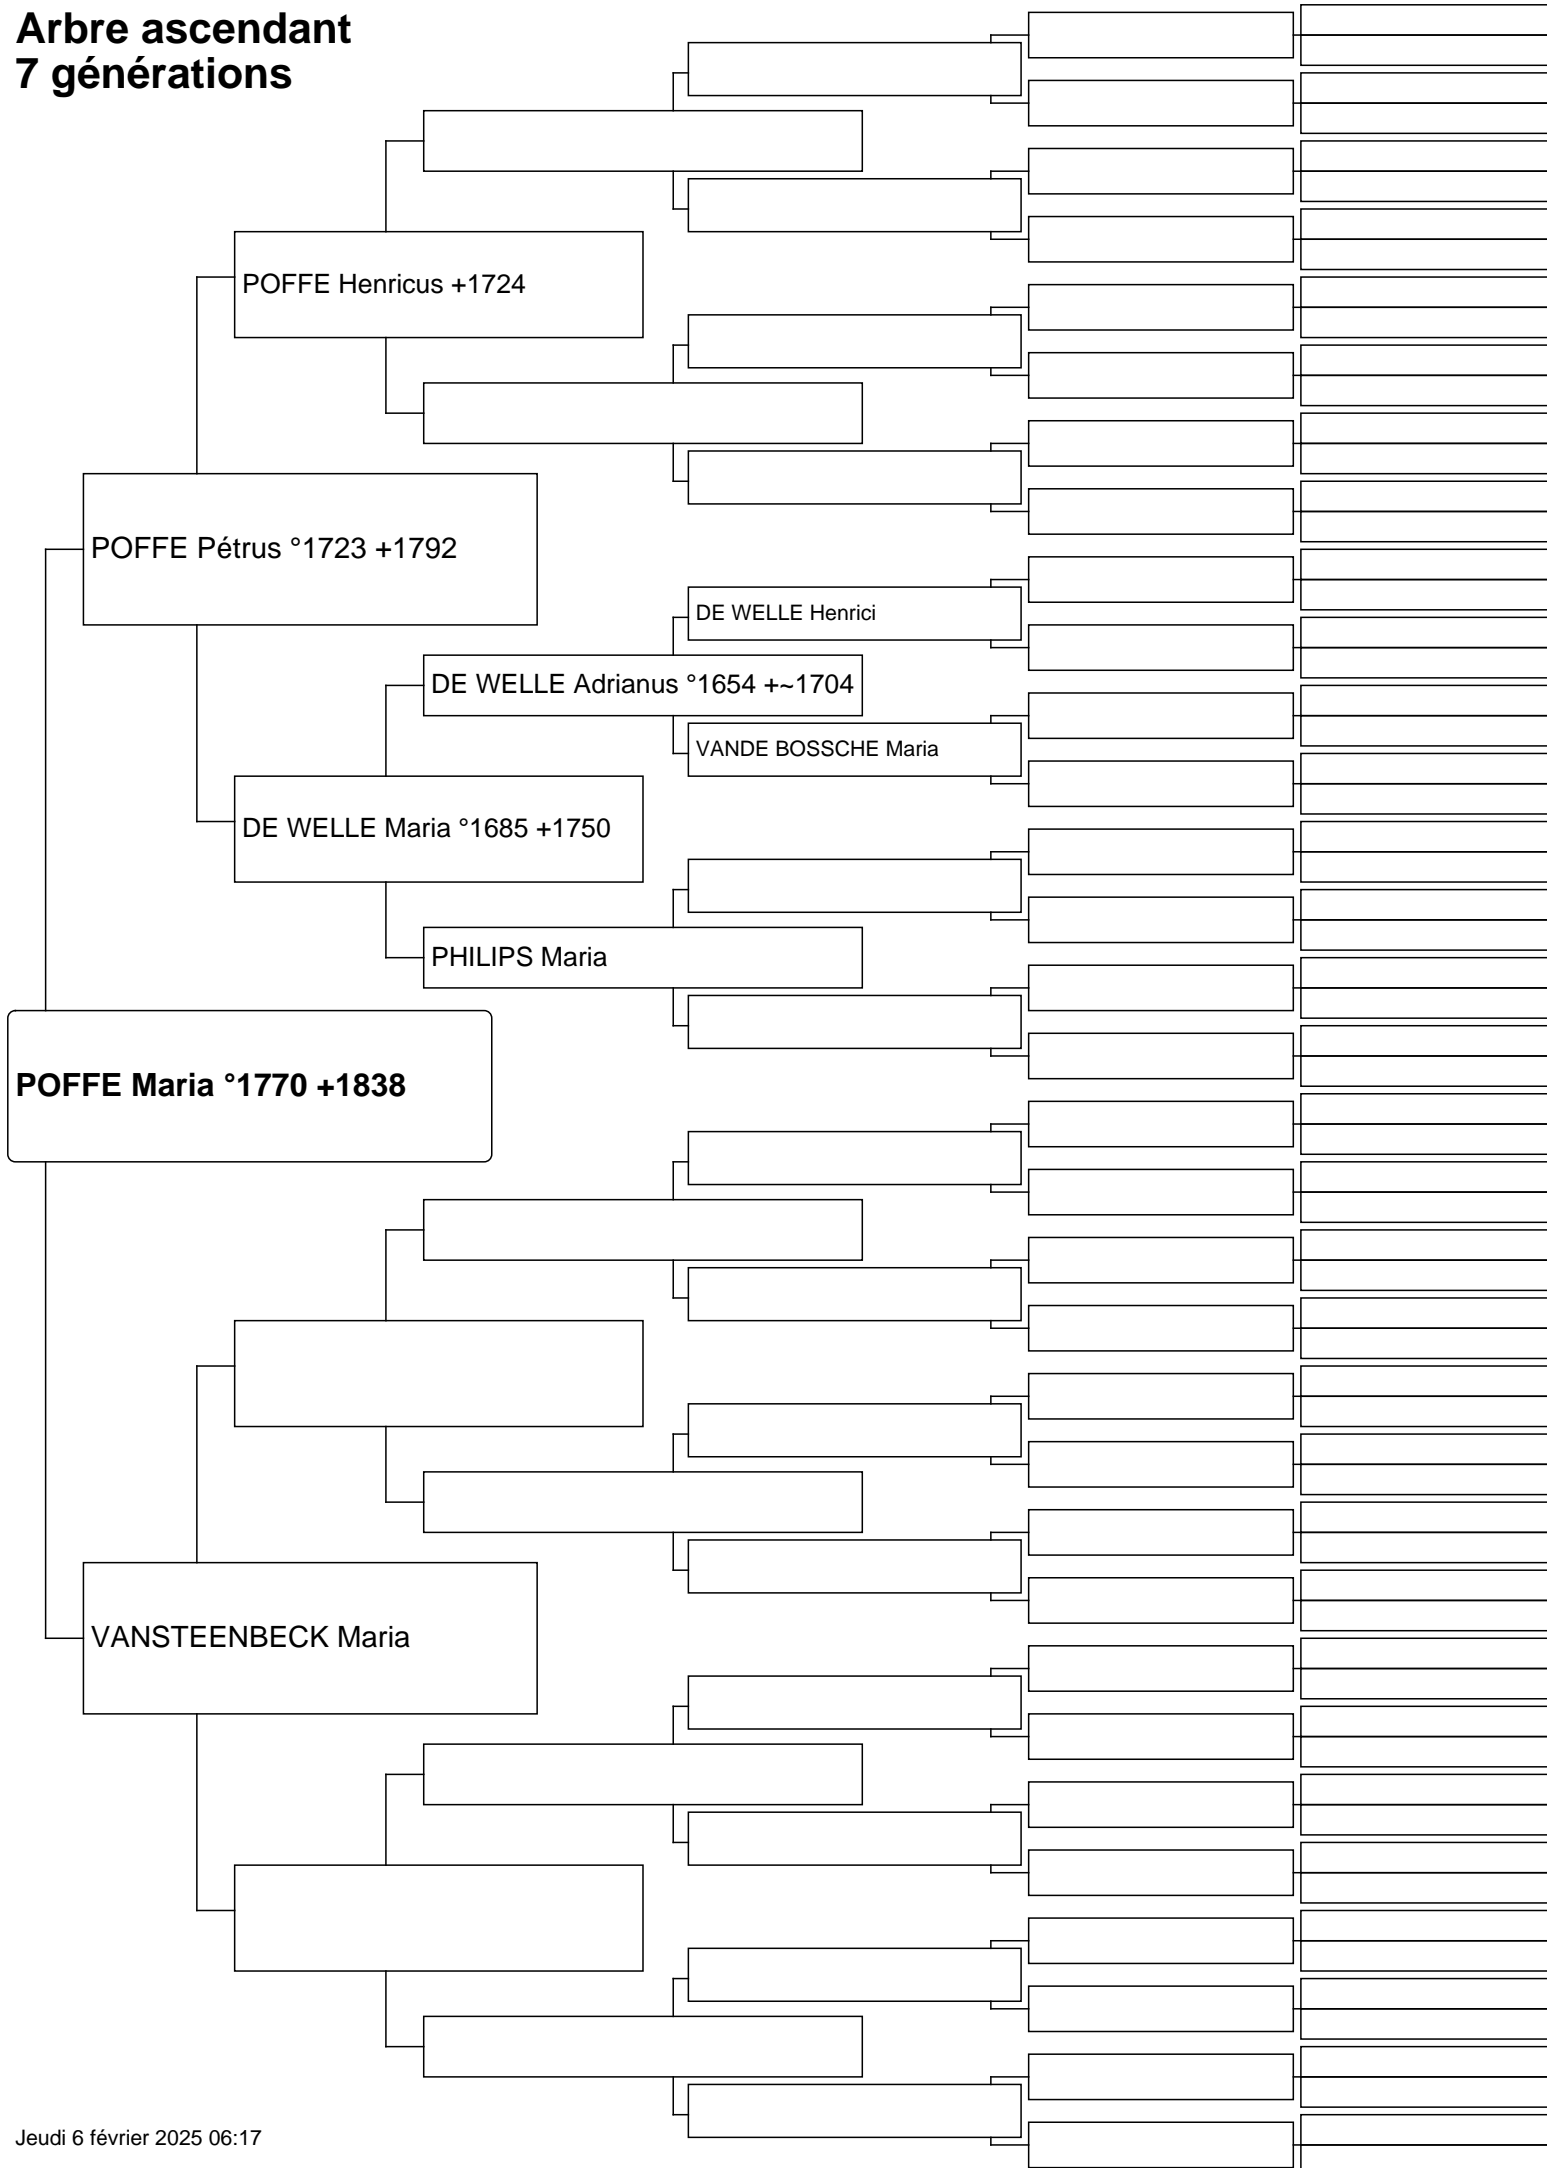 Arbre ascendant
7 générations
POFFE Henricus +1724
POFFE Pétrus °1723 +1792
DE WELLE Henrici
DE WELLE Adrianus °1654 +~1704
VANDE BOSSCHE Maria
DE WELLE Maria °1685 +1750
PHILIPS Maria
POFFE Maria °1770 +1838
VANSTEENBECK Maria
Jeudi 6 février 2025 06:17